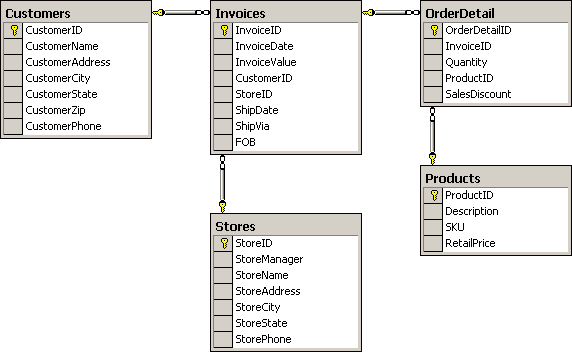 Customers
CustomerID
CustomerName
CustomerAddress
CustomerCity
CustomerState
CustomerZip
CustomerPhone
Invoices
InvoiceID
InvoiceDate
InvoiceValue
CustomerID
StoreID
ShipDate
ShipVia
FOB
OrderDetail
OrderDetailID
InvoiceID
Quantity
ProductID
SalesDiscount
Products
ProductID
Description
SKU
RetailPrice
Stores
StoreID
StoreManager
StoreName
StoreAddress
StoreCity
StoreState
StorePhone